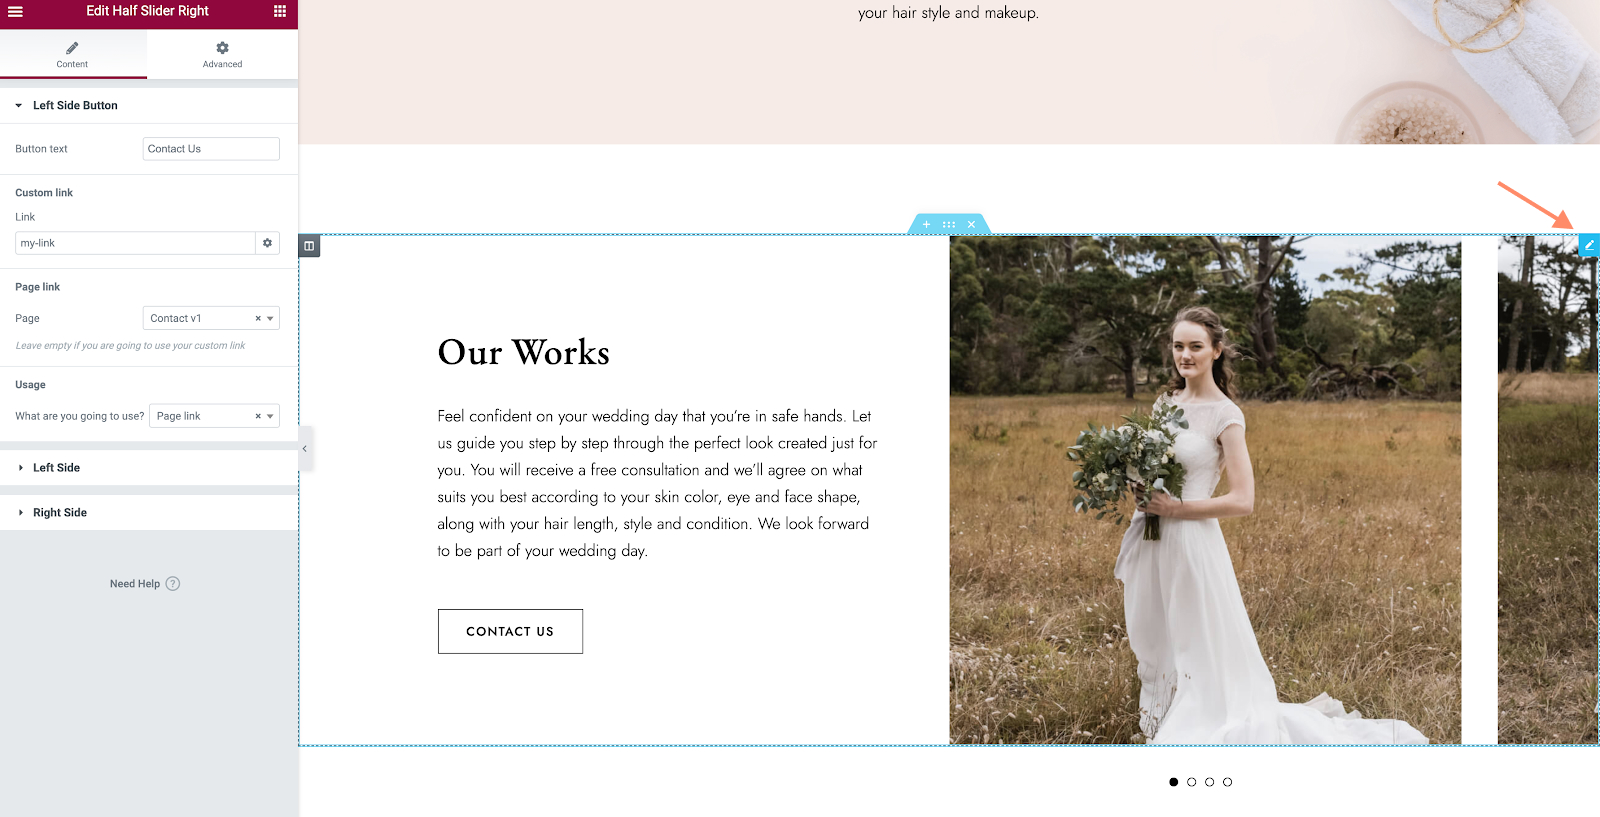 Edit Half Slider Right
Content
Advanced
Left Side Button
Button text
Contact Us
Custom link
Link
my-link
Page link
Page
Contact v1
Leave empty if you are going to use your custom link
Usage
What are you going to use?
Page link
Left Side
Right Side
Need Help
your hair style and makeup.
Our Works
Feel confident on your wedding day that you're in safe hands. Let
us guide you step by step through the perfect look created just for
you. You will receive a free consultation and we'll agree on what
suits you best according to your skin color, eye and face shape,
along with your hair length, style and condition. We look forward
to be part of your wedding day.
CONTACT US